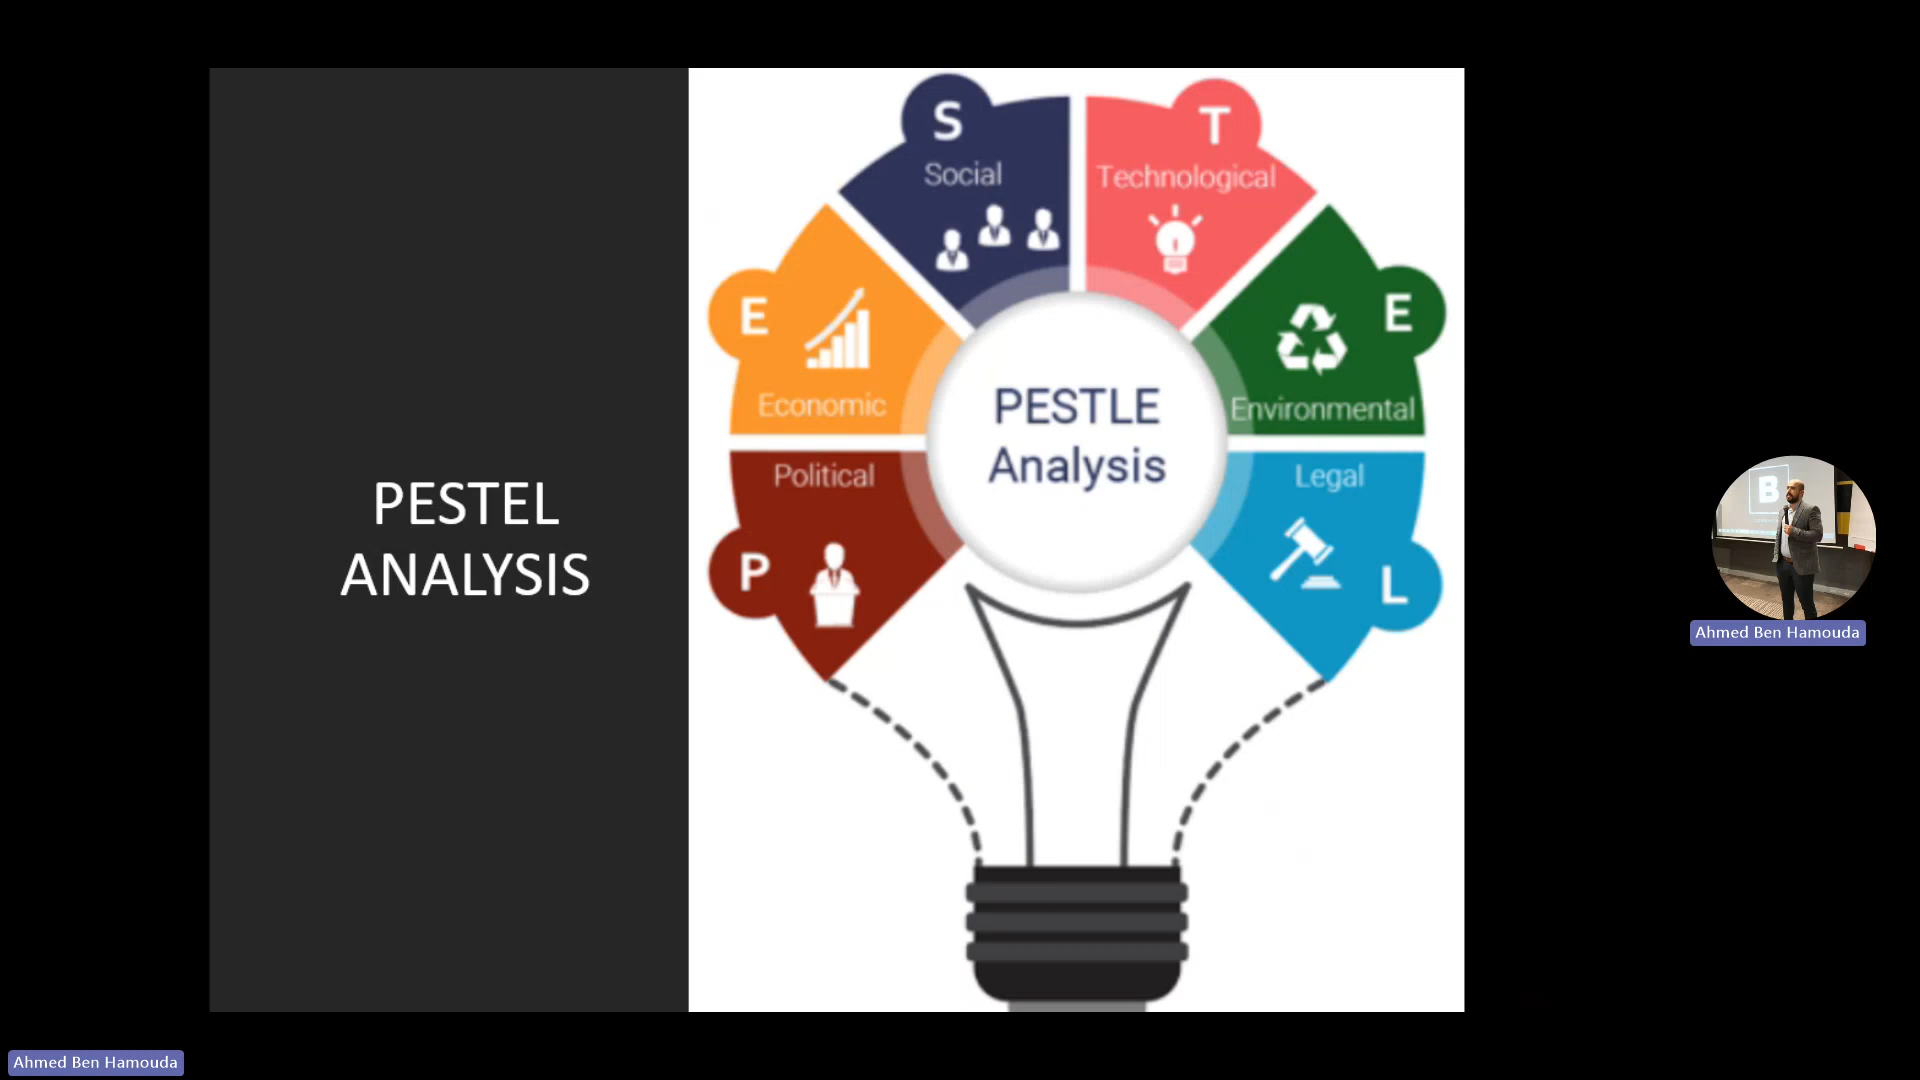 PESTEL
ANALYSIS
S
Social
T
Technological
E
Economic
E
Environmental
PESTLE
Analysis
Political
P
Legal
L
B
Ahmed Ben Hamouda
Ahmed Ben Hamouda